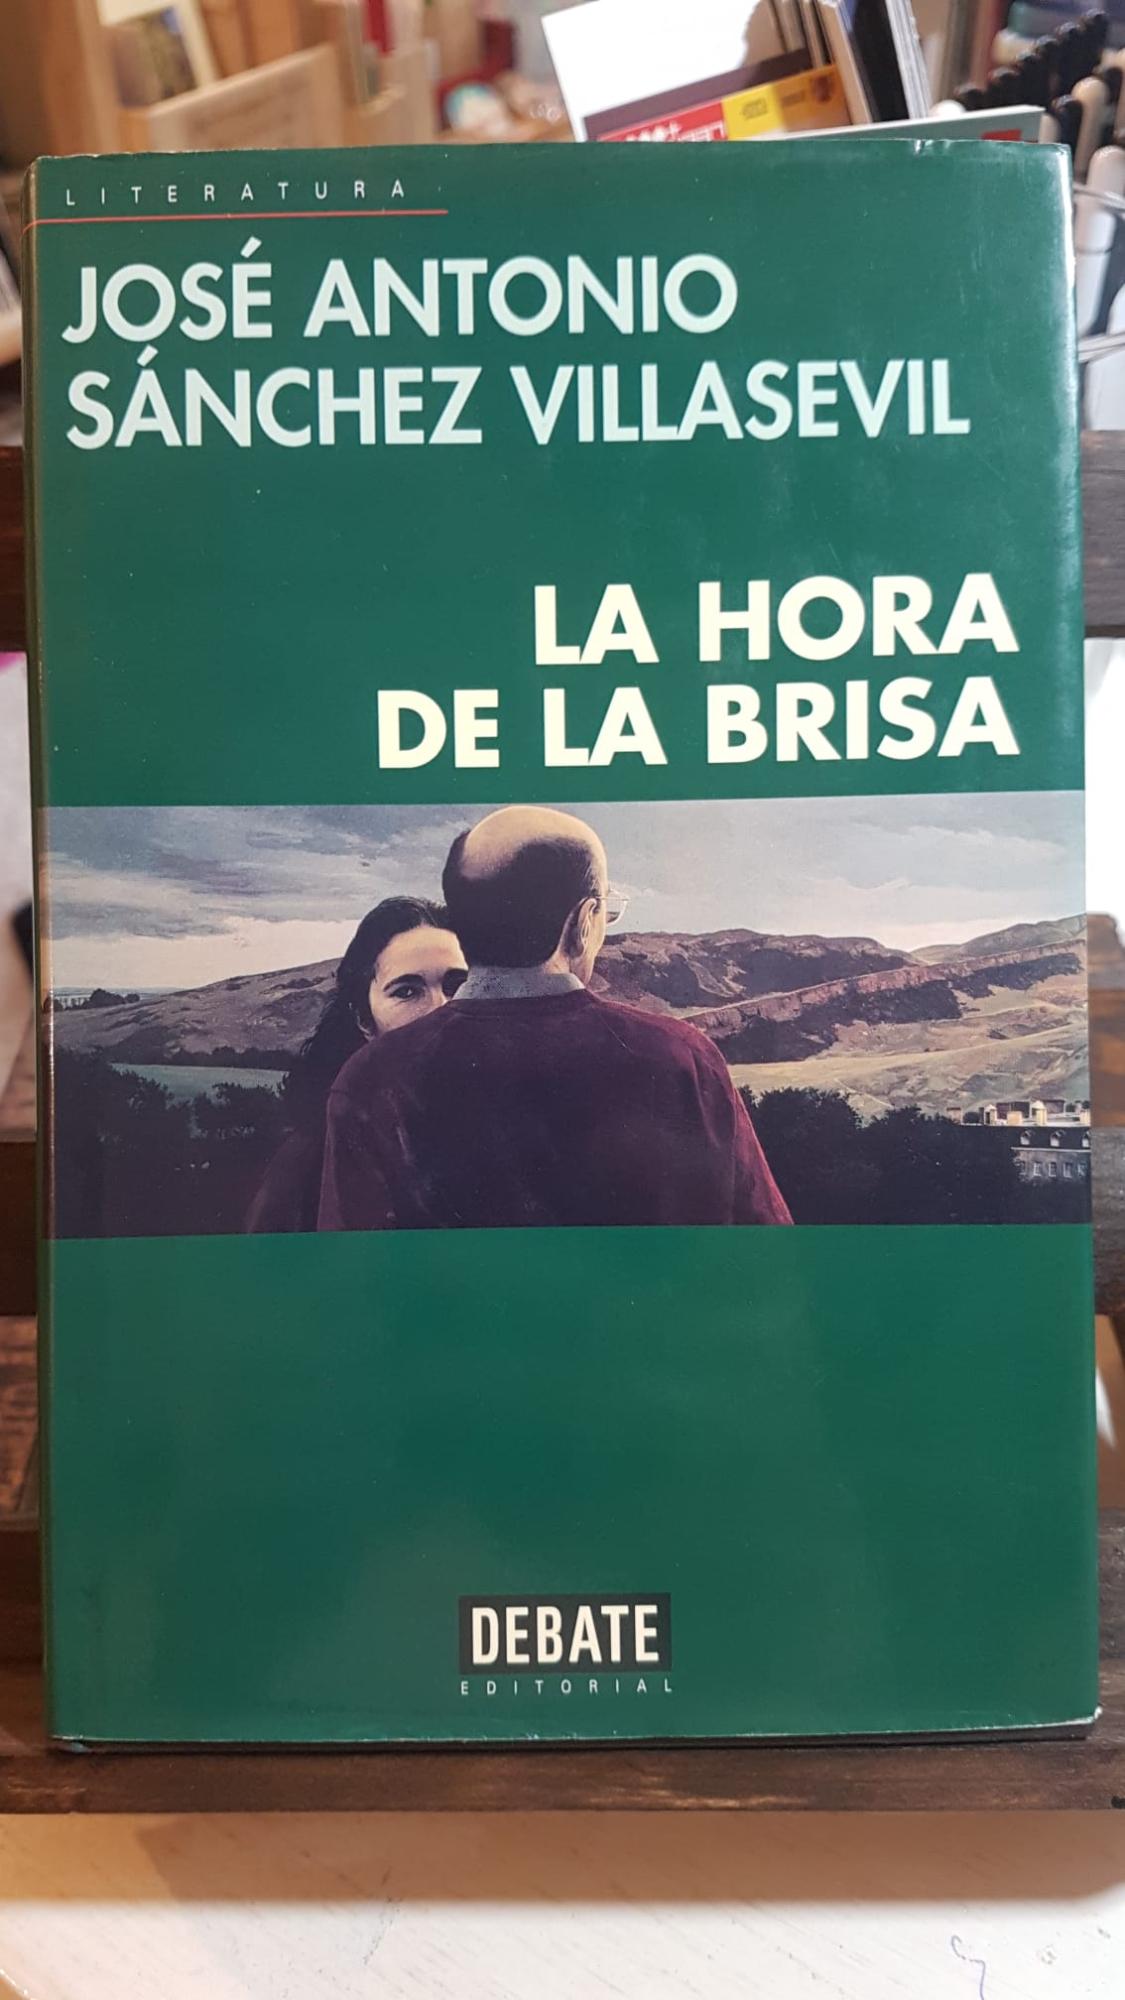 LITERATURA
JOSÉ ANTONIO
SÁNCHEZ VILLASEVIL
LA HORA
DE LA BRISA
DEBATE
EDITORIAL